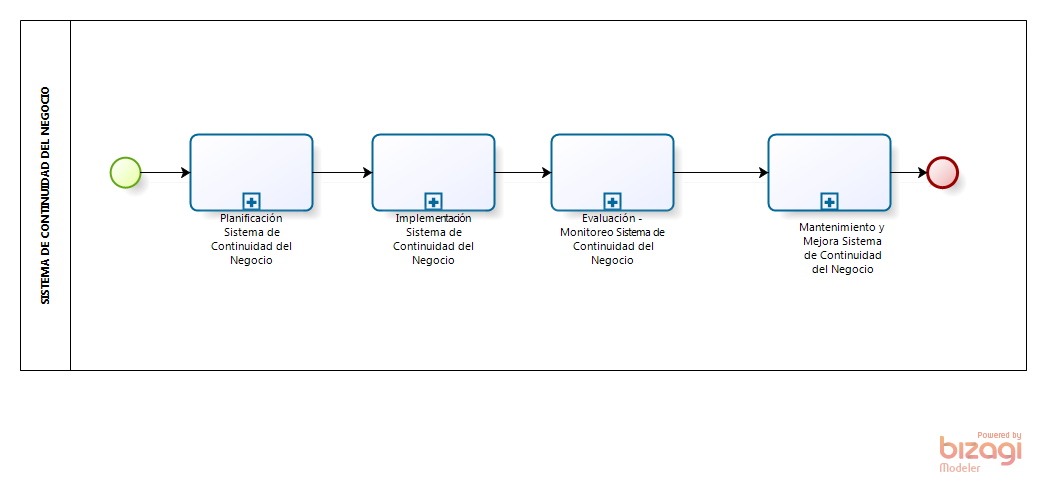 SISTEMA DE CONTINUIDAD DEL NEGOCIO
Planificación
Sistema de
Continuidad del
Negocio
Implementación
Sistema de
Continuidad del
Negocio
Evaluación -
Monitoreo Sistema de
Continuidad del
Negocio
Mantenimiento y
Mejora Sistema
de Continuidad
del Negocio
Powered by
bizagi
Modeler